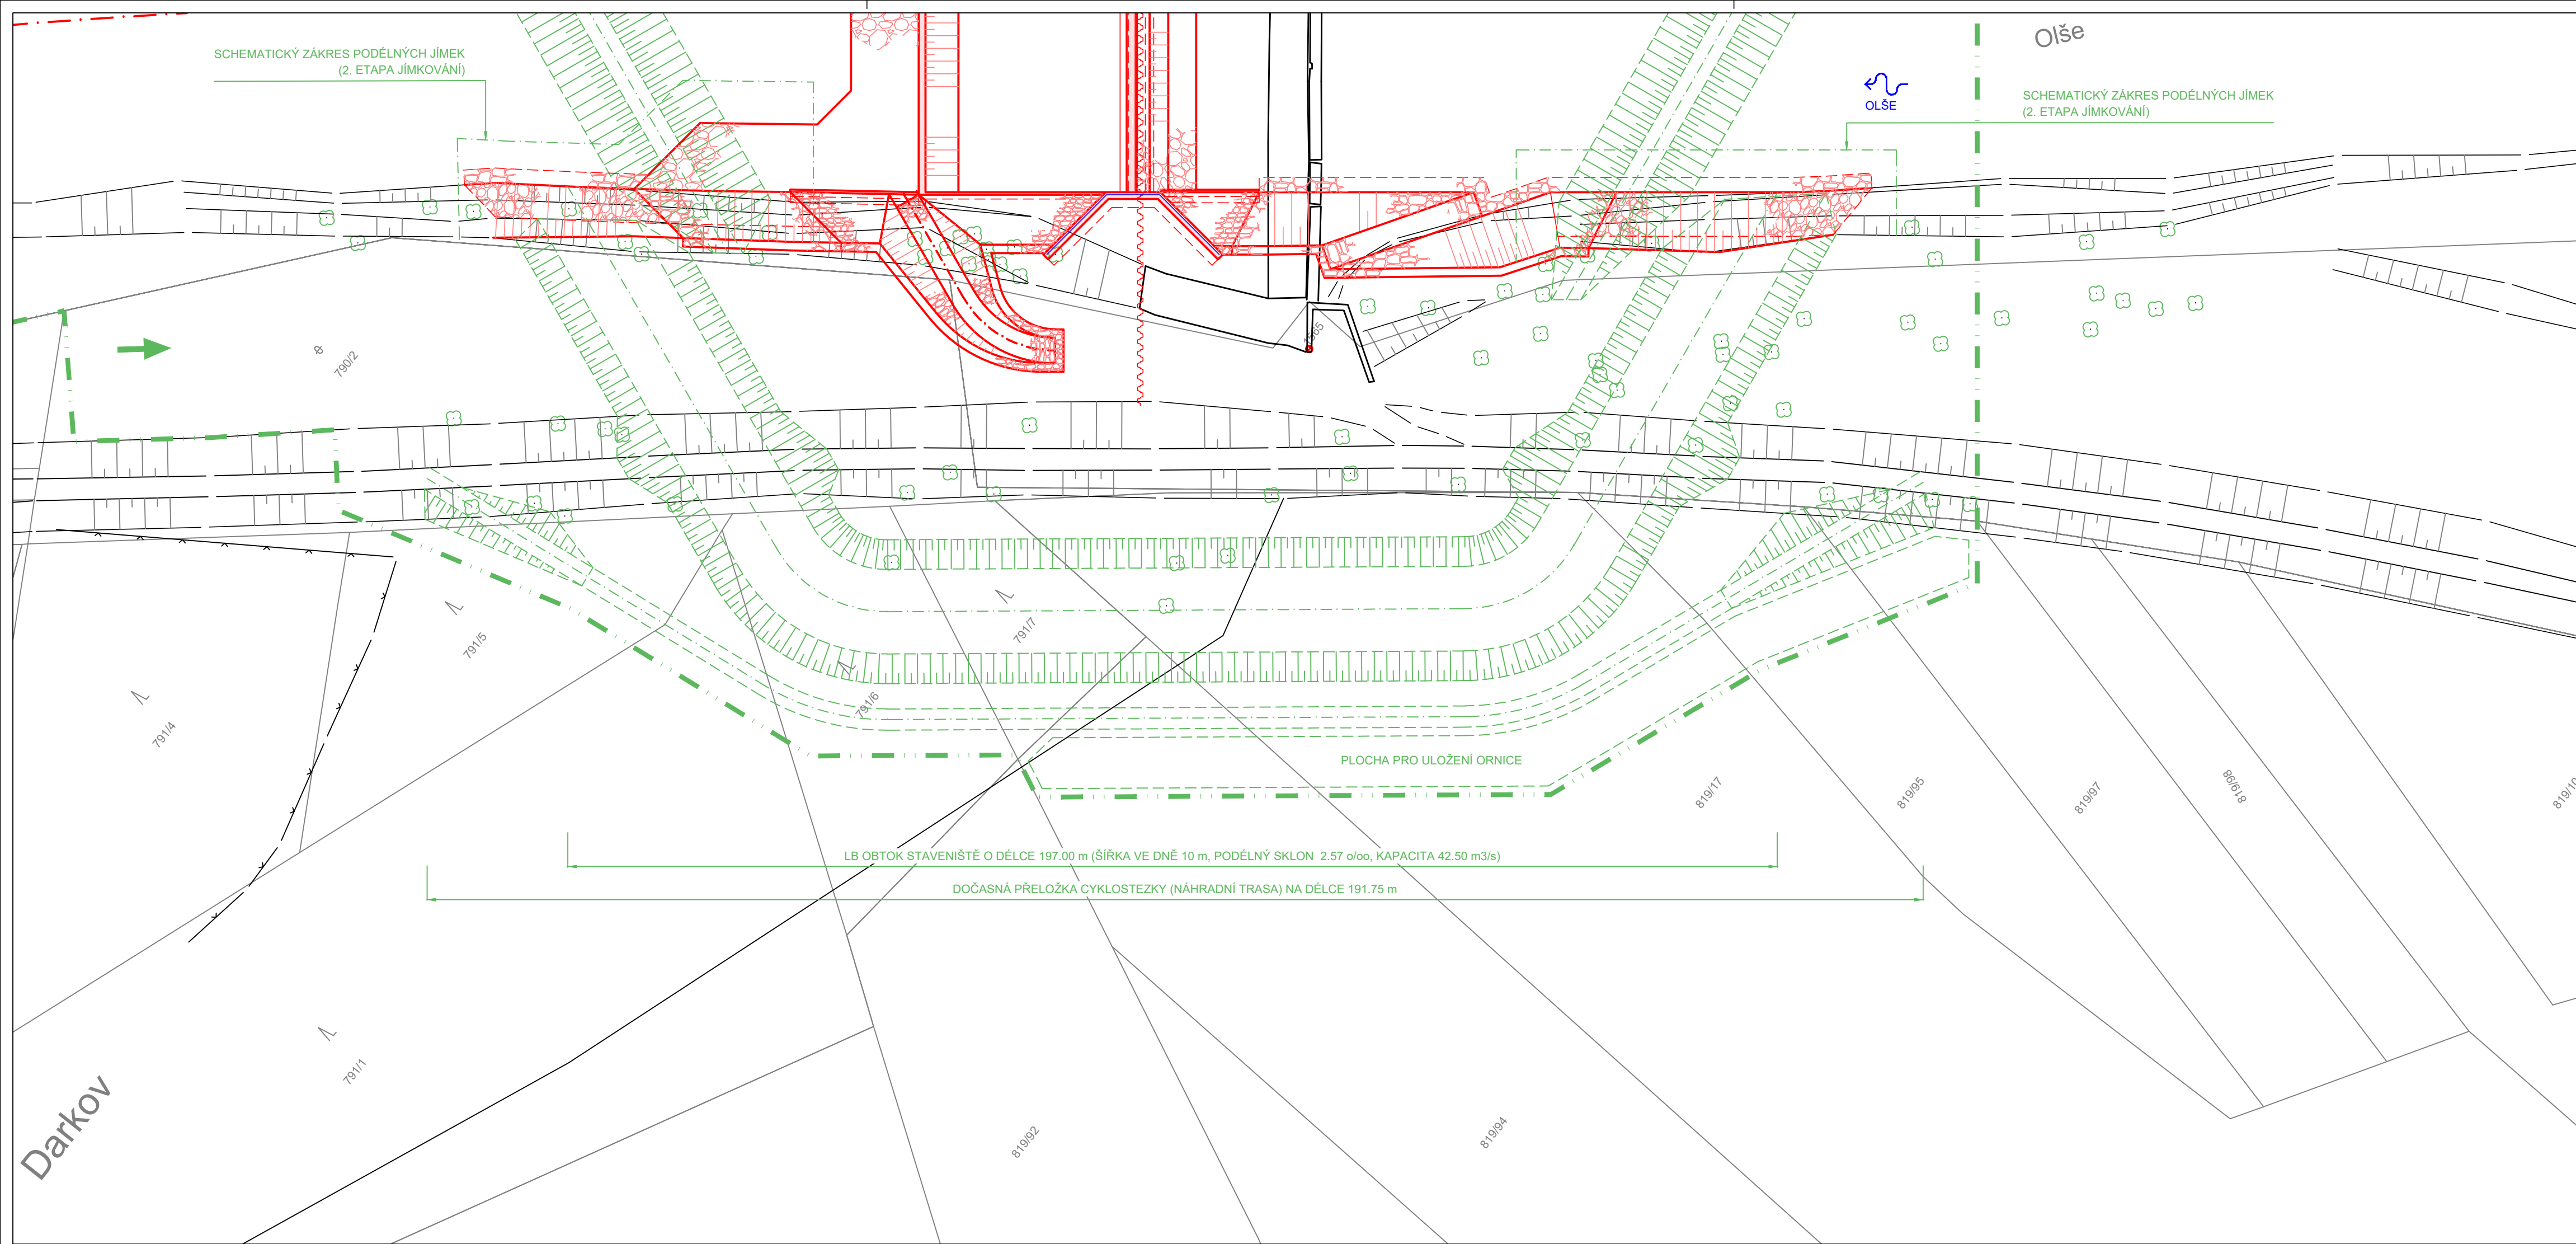 SCHEMATICKÝ ZÁKRES PODÉLNÝCH JÍMEK
(2. ETAPA JÍMKOVÁNÍ)
Olše
OLŠE
SCHEMATICKÝ ZÁKRES PODÉLNÝCH JÍMEK
(2. ETAPA JÍMKOVÁNÍ)
790/2
791/5
791/7
791/6
791/4
PLOCHA PRO ULOŽENÍ ORNICE
819/17
819/95
819/97
819/98
LB OBTOK STAVENIŠTĚ O DÉLCE 197.00 m (ŠÍŘKA VE DNĚ 10 m, PODÉLNÝ SKLON 2.57 o/oo, KAPACITA 42.50 m3/s)
DOČASNÁ PŘELOŽKA CYKLOSTEZKY (NÁHRADNÍ TRASA) NA DÉLCE 191.75 m
791/1
Darkov
819/92
819/94